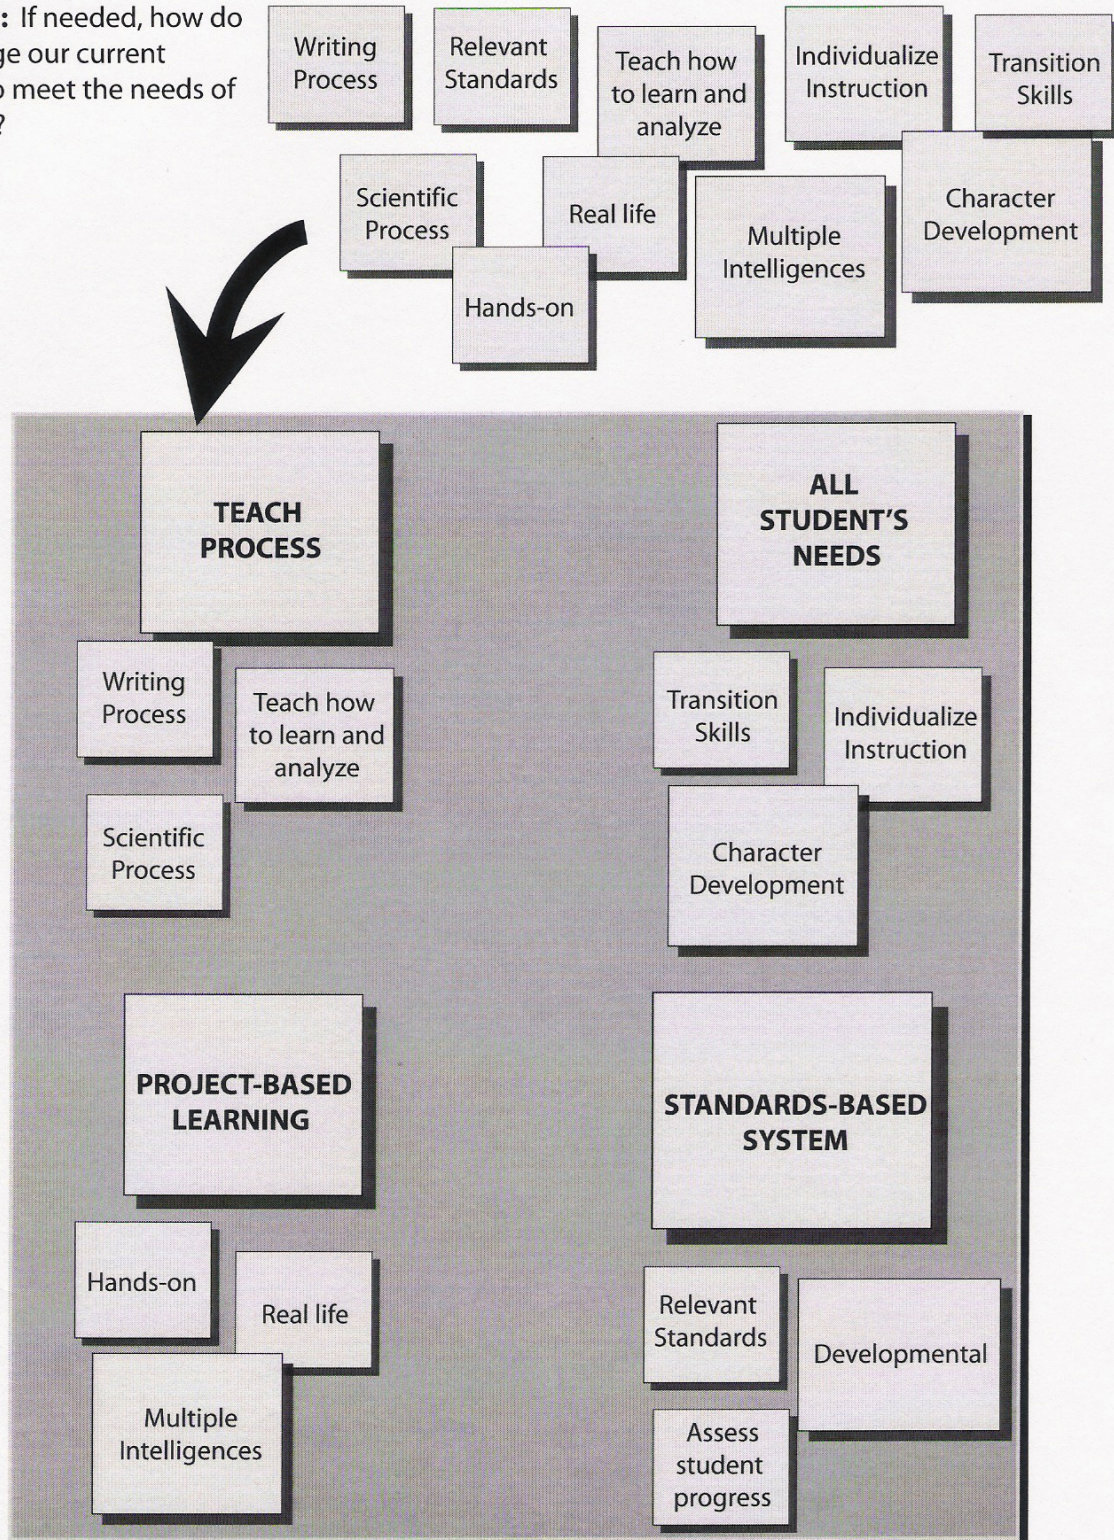 : If needed, how do
ge our current
o meet the needs of
?
Writing
Process
Relevant
Standards
Teach how
to learn and
analyze
Individualize
Instruction
Transition
Skills
Scientific
Process
Real life
Multiple
Intelligences
Character
Development
Hands-on
TEACH
PROCESS
Writing
Process
Teach how
to learn and
analyze
Scientific
Process
ALL
STUDENT'S
NEEDS
Transition
Skills
Individualize
Instruction
Character
Development
PROJECT-BASED
LEARNING
Hands-on
Real life
Multiple
Intelligences
STANDARDS-BASED
SYSTEM
Relevant
Standards
Developmental
Assess
student
progress